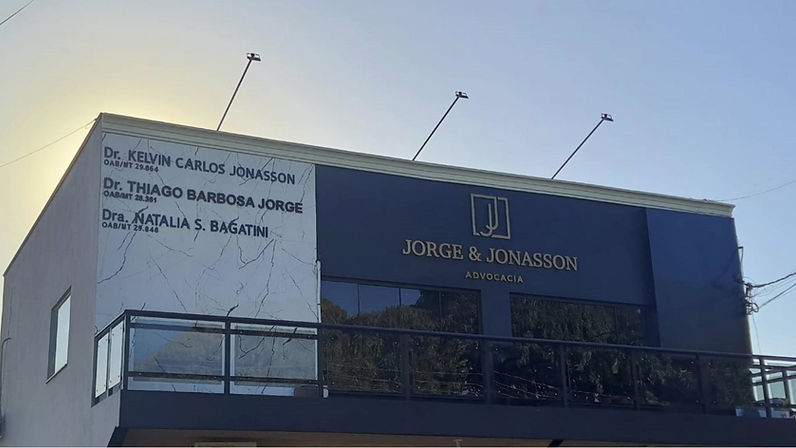 Dr. KELVIN CARLOS JONASSON
OAB/MT 29.864
Dr. THIAGO BARBOSA JORGE
OAB/MT 28.361
Dra. NATALIA S. BAGATINI
OAB/MT 29.848
JJ
JORGE & JONASSON
ADVOCACIA